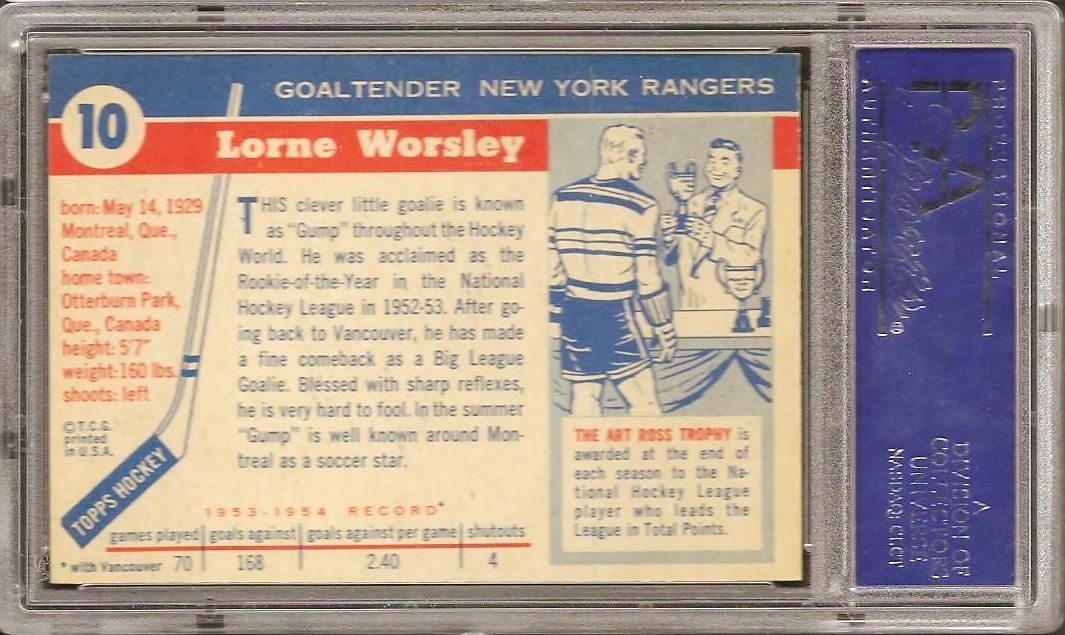 GOALTENDER NEW YORK RANGERS
10
Lorne Worsley
born: May 14, 1929
Montreal, Que.,
Canada
home town:
Otterburn Park,
Que., Canada
height: 5'7"
weight: 160 lbs.
shoots: left
© T.C.G.
printed
in U.S.A.
TOPPS HOCKEY
THIS clever little goalie is known
as "Gump" throughout the Hockey
World. He was acclaimed as the
Rookie-of-the-Year in the National
Hockey League in 1952-53. After go-
ing back to Vancouver, he has made
a fine comeback as a Big League
Goalie. Blessed with sharp reflexes,
he is very hard to fool. In the summer
"Gump" is well known around Mon-
treal as a soccer star.
THE ART ROSS TROPHY is
awarded at the end of
each season to the Na-
tional Hockey League
player who leads the
League in Total Points.
1953-1954 RECORD*
games played goals against goals against per game shutouts
* with Vancouver 70 168 2.40 4
PROFESSIONAL
PSA
AUTHENTICATOR
®
A
DIVISION OF
COLLECTORS
UNIVERSE
NASDAQ: CLCT